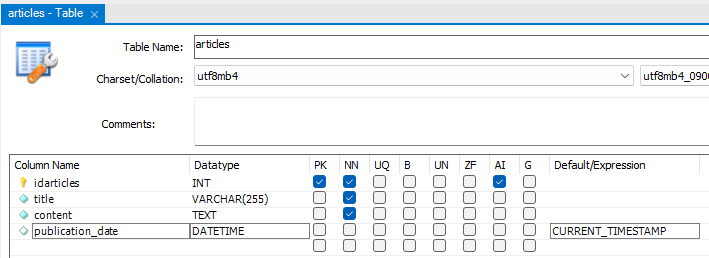 articles - Table ×
Table Name: articles
Charset/Collation: utf8mb4 utf8mb4_090
Comments:
Column Name Datatype PK NN UQ B UN ZF AI G Default/Expression
idarticles INT
title VARCHAR(255)
content TEXT
publication_date DATETIME CURRENT_TIMESTAMP